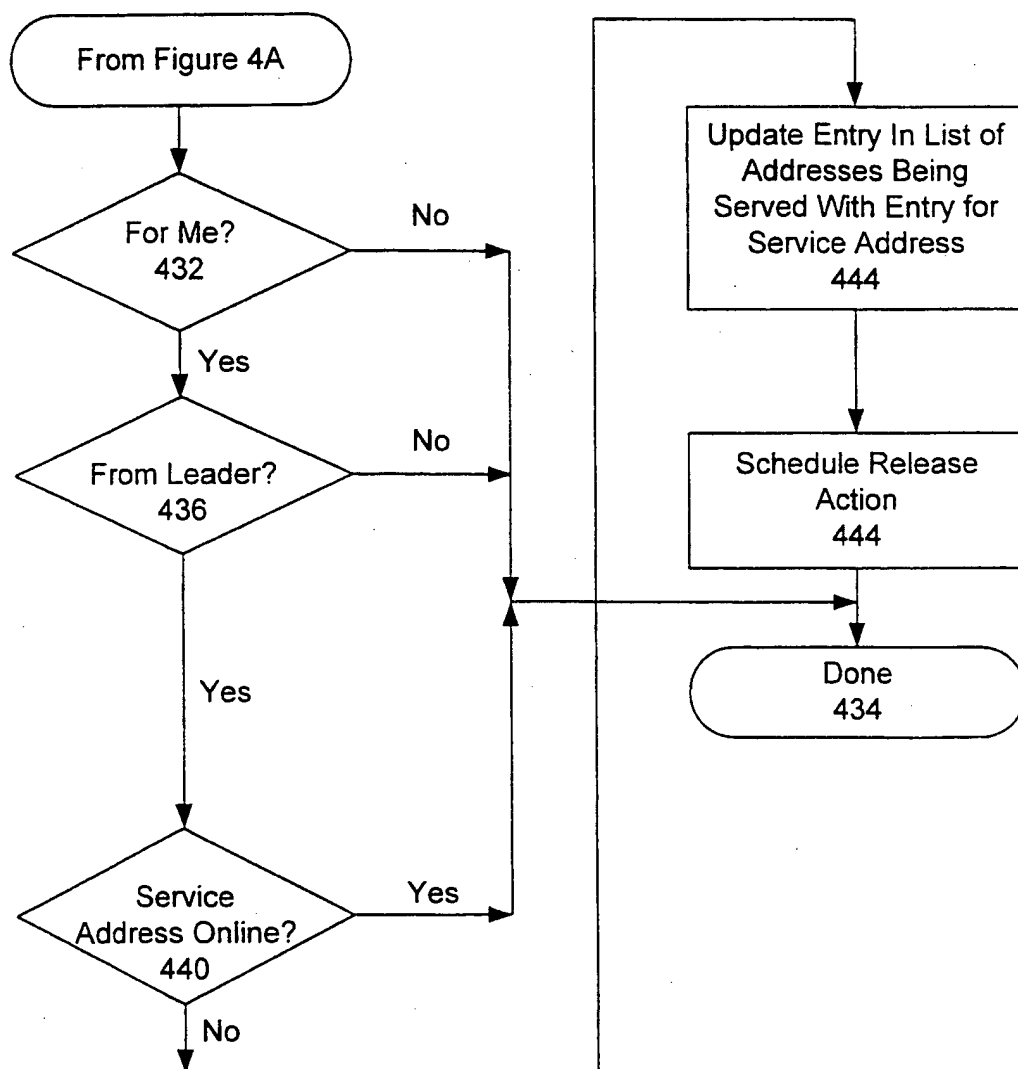 From Figure 4A
For Me?
432
No
Yes
From Leader?
436
No
Yes
Service
Address Online?
440
Yes
No
Update Entry In List of
Addresses Being
Served With Entry for
Service Address
444
Schedule Release
Action
444
Done
434